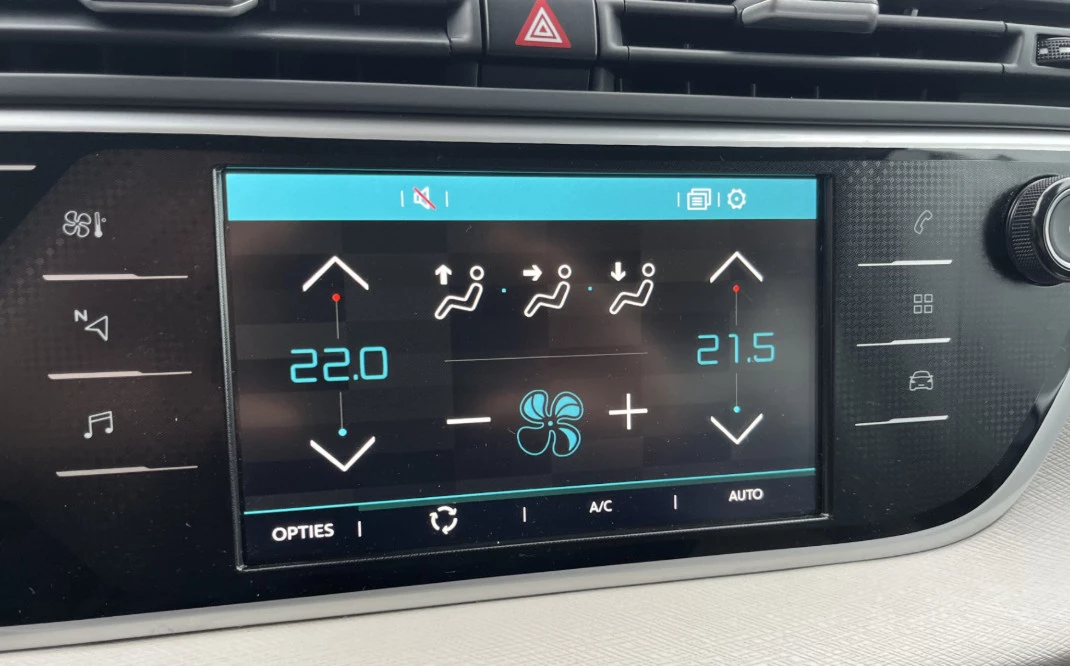 N
22.0
21.5
OPTIES
A/C
AUTO